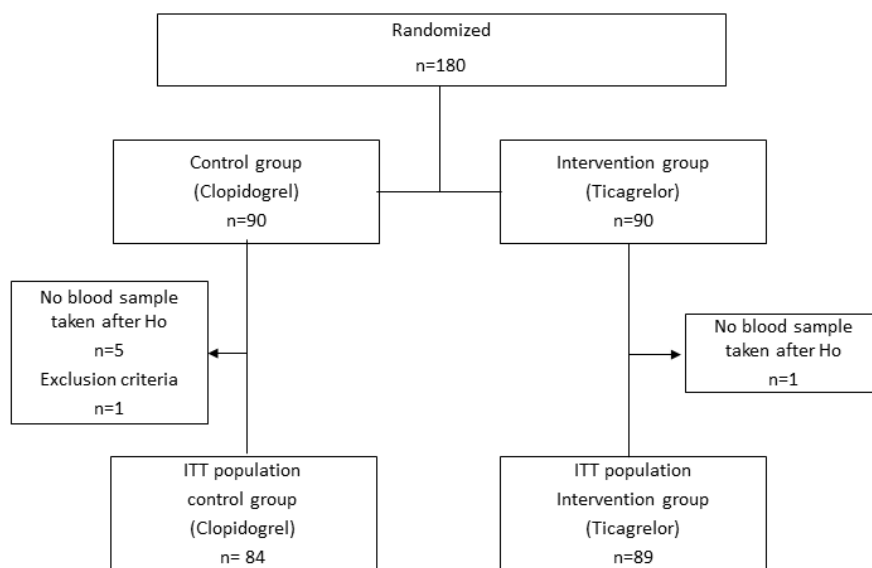 Randomized
n=180
Control group
(Clopidogrel)
n=90
Intervention group
(Ticagrelor)
n=90
No blood sample
taken after Ho
n=5
Exclusion criteria
n=1
No blood sample
taken after Ho
n=1
ITT population
control group
(Clopidogrel)
n= 84
ITT population
Intervention group
(Ticagrelor)
n=89